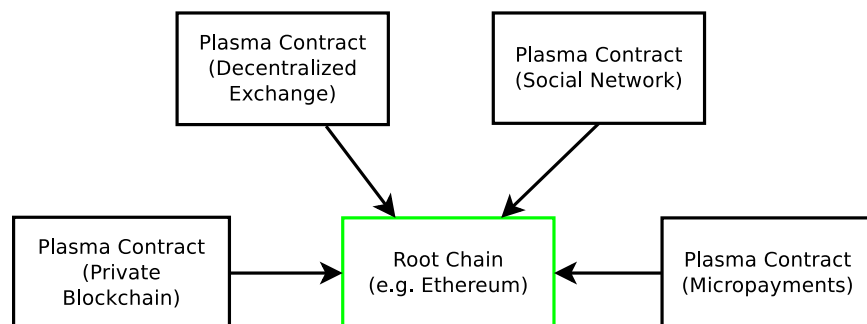 Plasma Contract
(Decentralized
Exchange)
Plasma Contract
(Social Network)
Plasma Contract
(Private
Blockchain)
Root Chain
(e.g. Ethereum)
Plasma Contract
(Micropayments)